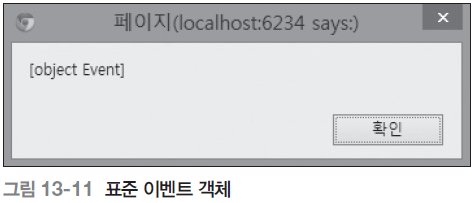 페이지(localhost:6234 says:)
[object Event]
확인
그림 13-11 표준 이벤트 객체